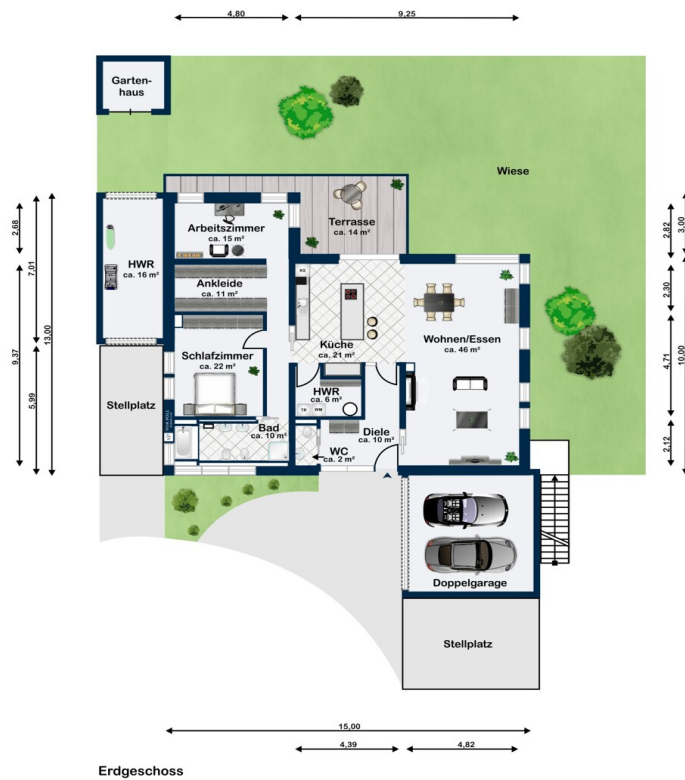 4,80
9,25
Garten-
haus
Wiese
Terrasse
ca. 14 m²
Arbeitszimmer
ca. 15 m²
HWR
ca. 16 m²
Ankleide
ca. 11 m²
KS
Küche
ca. 21 m²
Wohnen/Essen
ca. 46 m²
Schlafzimmer
ca. 22 m²
HWR
ca. 6 m²
TR
WM
Stellplatz
Bad
ca. 10 m²
Diele
ca. 10 m²
WC
ca. 2 m²
Doppelgarage
Stellplatz
2,68
9,37
7,01
5,99
13,00
2,82
2,30
4,71
2,12
3,00
10,00
15,00
4,39
4,82
Erdgeschoss